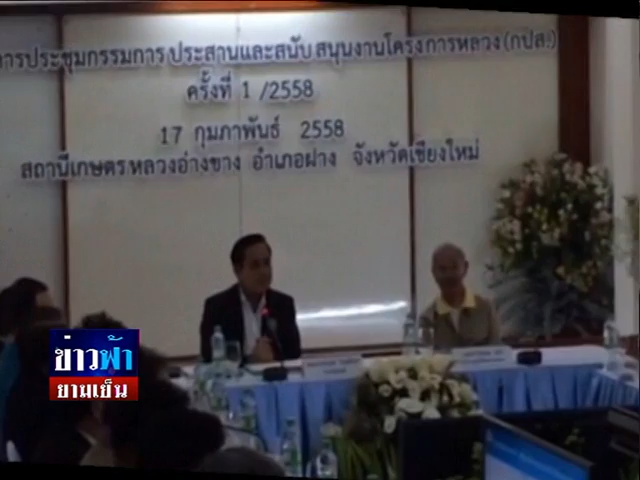 การประชุมกรรมการ ประสานและสนับสนุนงานโครงการหลวง (กปส.)
ครั้งที่ 1 /2558
17 กุมภาพันธ์ 2558
สถานีเกษตรหลวงอ่างขาง อำเภอฝาง จังหวัดเชียงใหม่
ข่าวฟ้า
ยามเย็น